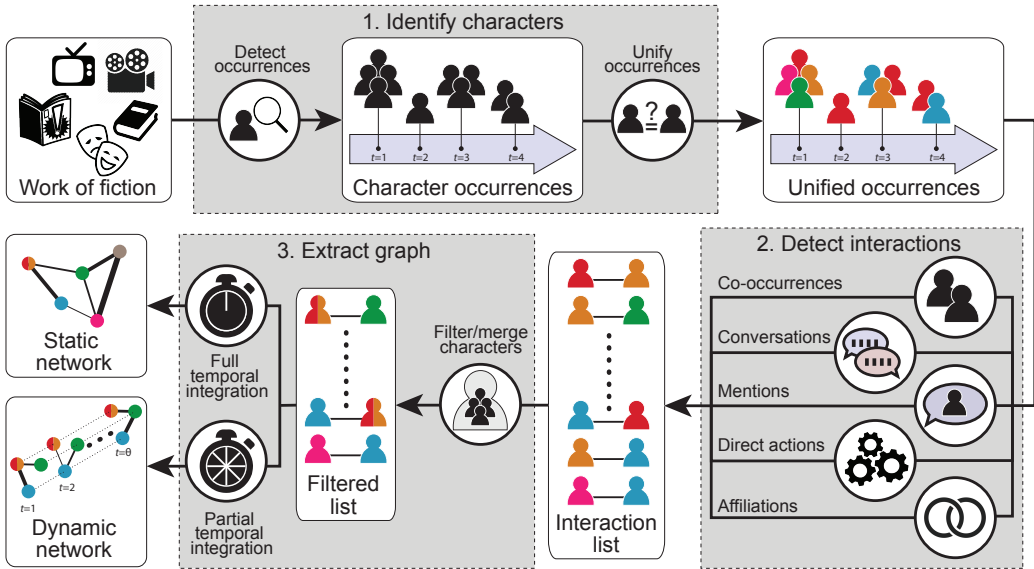 1. Identify characters
Detect
occurrences
Unify
occurrences
?
=
t=1
t=2
t=3
t=4
t=1
t=2
t=3
t=4
Work of fiction
Character occurrences
Unified occurrences
2. Detect interactions
Co-occurrences
Conversations
Mentions
Direct actions
Affiliations
Interaction
list
3. Extract graph
Filter/merge
characters
Filtered
list
Full
temporal
integration
Partial
temporal
integration
Static
network
t=1
t=2
t=θ
Dynamic
network